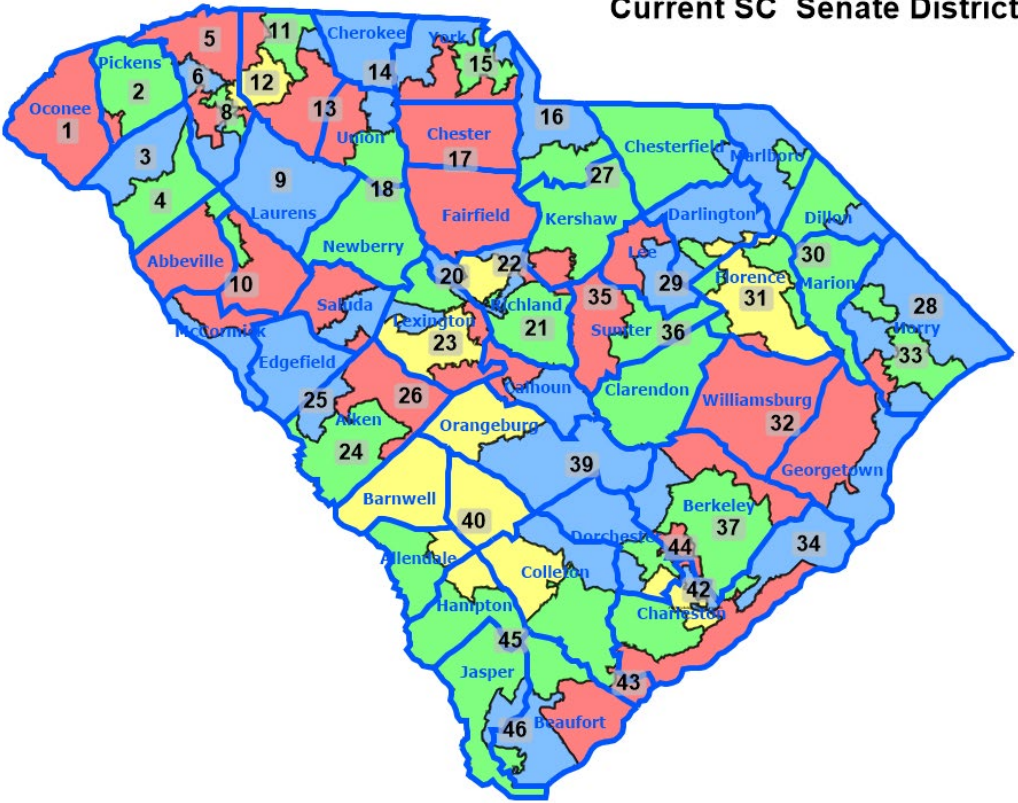 Current SC Senate District
5
11
Cherokee
York
Pickens
6
12
14
15
2
8
13
Oconee
1
16
Union
Chester
17
Chesterfield
Marlboro
3
9
27
4
18
Laurens
Fairfield
Kershaw
Darlington
Dillon
Newberry
Abbeville
10
20
22
Lee
29
Florence
30
Marion
Saluda
35
31
28
McCormick
Lexington
Richland
21
Sumter
36
Horry
23
33
Edgefield
25
26
Calhoun
Clarendon
Williamsburg
32
Aiken
24
Orangeburg
39
Georgetown
Barnwell
40
Berkeley
37
Dorchester
44
34
Allendale
Colleton
42
Hampton
Charleston
45
Jasper
43
46
Beaufort